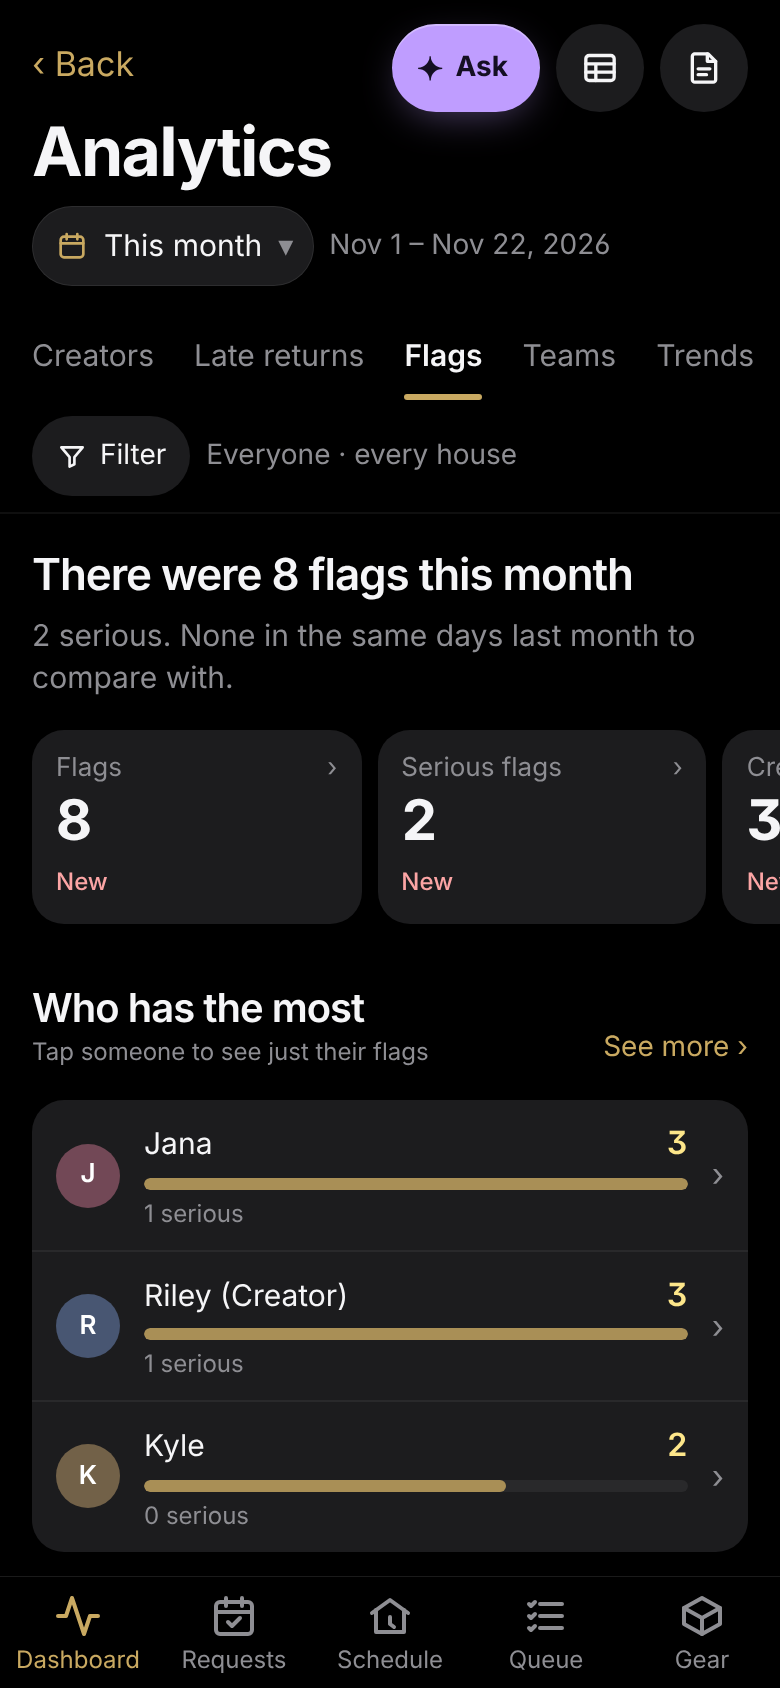 ‹ Back
Ask
Analytics
This month ▾
Nov 1 – Nov 22, 2026
Creators
Late returns
Flags
Teams
Trends
Filter
Everyone · every house
There were 8 flags this month
2 serious. None in the same days last month to
compare with.
Flags ›
8
New
Serious flags ›
2
New
3
Who has the most
Tap someone to see just their flags
See more ›
J
Jana
3
1 serious
R
Riley (Creator)
3
1 serious
K
Kyle
2
0 serious
Dashboard
Requests
Schedule
Queue
Gear